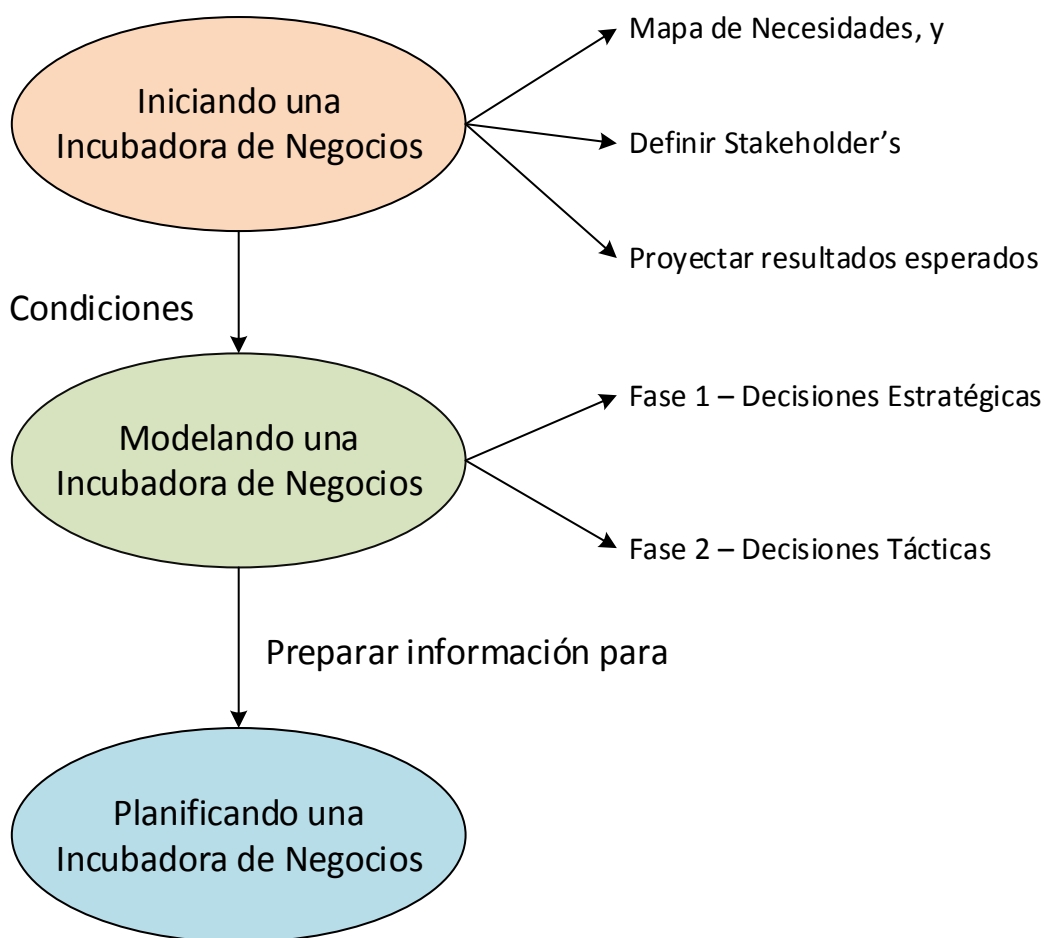 Iniciando una
Incubadora de Negocios
Mapa de Necesidades, y
Definir Stakeholder’s
Proyectar resultados esperados
Condiciones
Modelando una
Incubadora de Negocios
Fase 1 – Decisiones Estratégicas
Fase 2 – Decisiones Tácticas
Preparar información para
Planificando una
Incubadora de Negocios